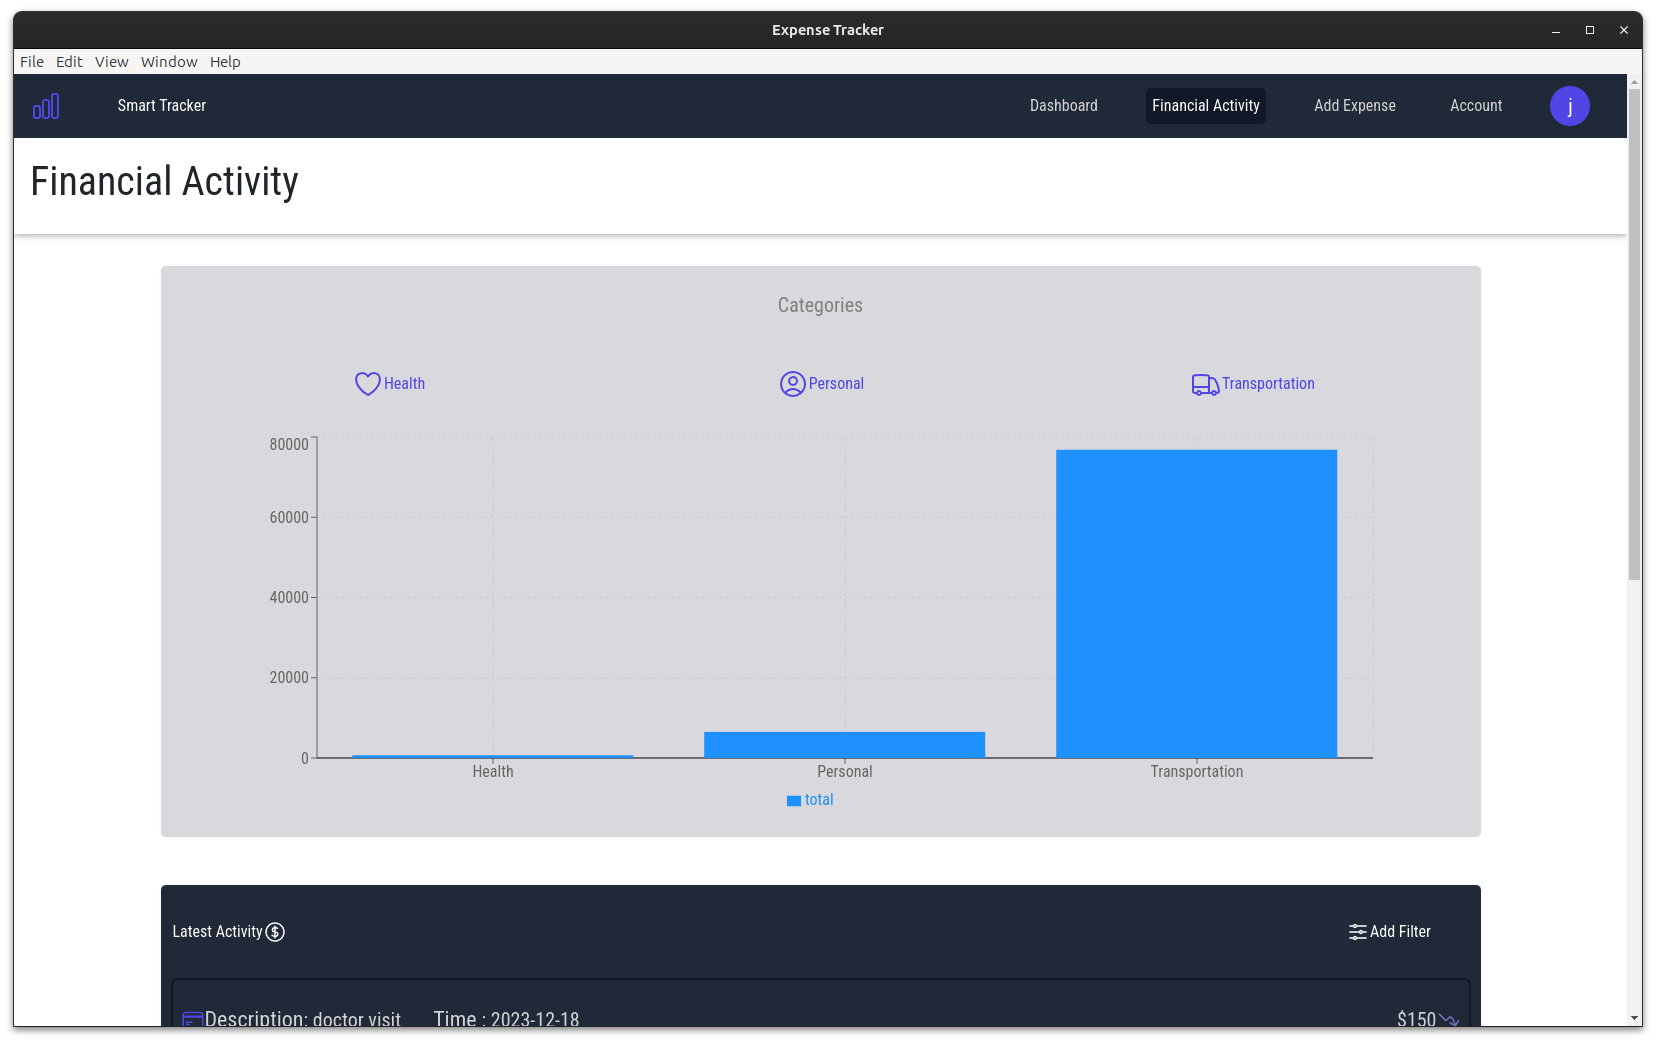 Expense Tracker
File Edit View Window Help
Smart Tracker Dashboard Financial Activity Add Expense Account j
Financial Activity
Categories
Health Personal Transportation
80000
60000
40000
20000
0
Health Personal Transportation
total
Latest Activity Add Filter
Description: doctor visit Time : 2023-12-18 $150